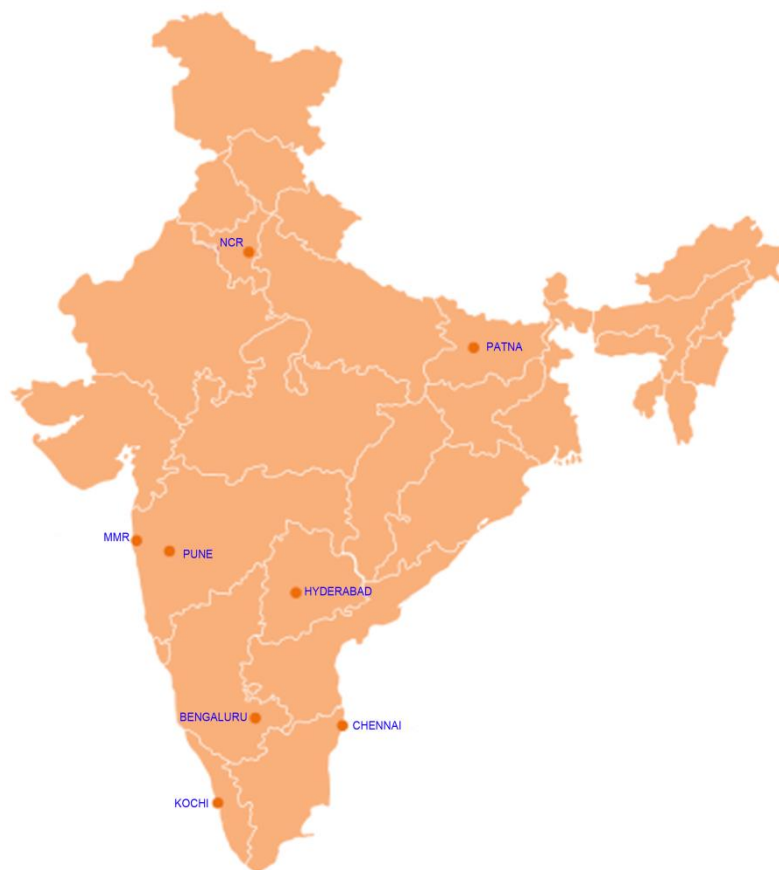 NCR
PATNA
MMR
PUNE
HYDERABAD
BENGALURU
CHENNAI
KOCHI